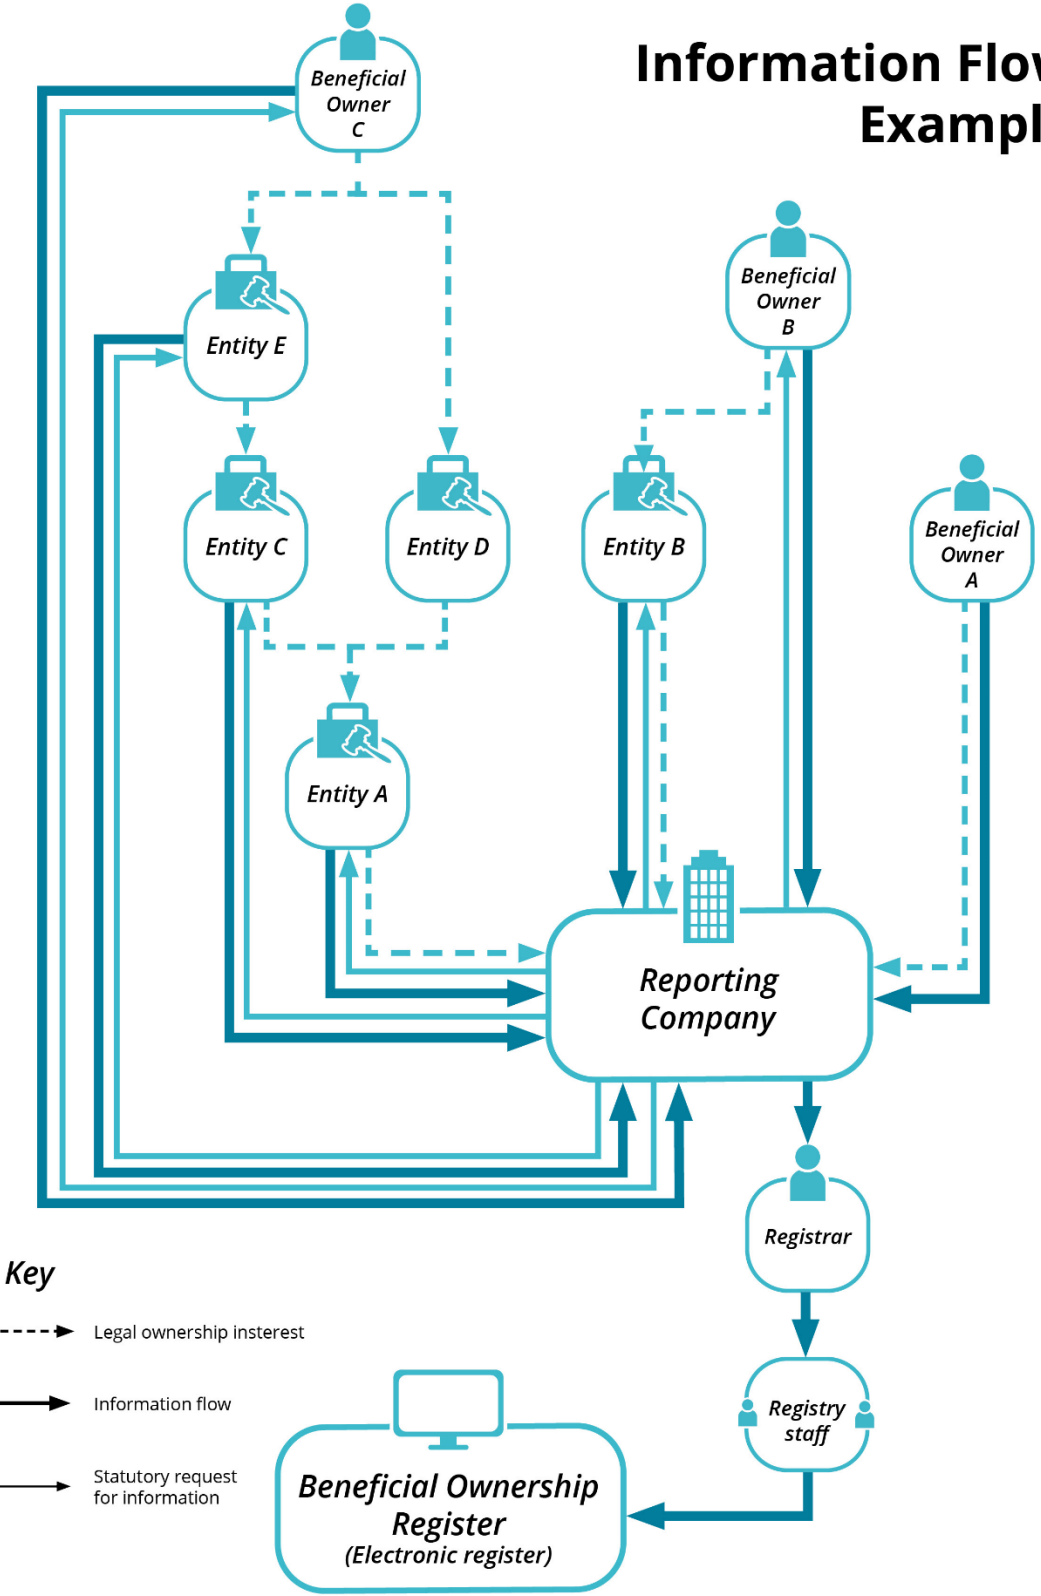 Information Flo
Exampl
Beneficial
Owner
C
Beneficial
Owner
B
Entity E
Entity C
Entity D
Entity B
Beneficial
Owner
A
Entity A
Reporting
Company
Registrar
Key
Legal ownership insterest
Information flow
Statutory request
for information
Registry
staff
Beneficial Ownership
Register
(Electronic register)